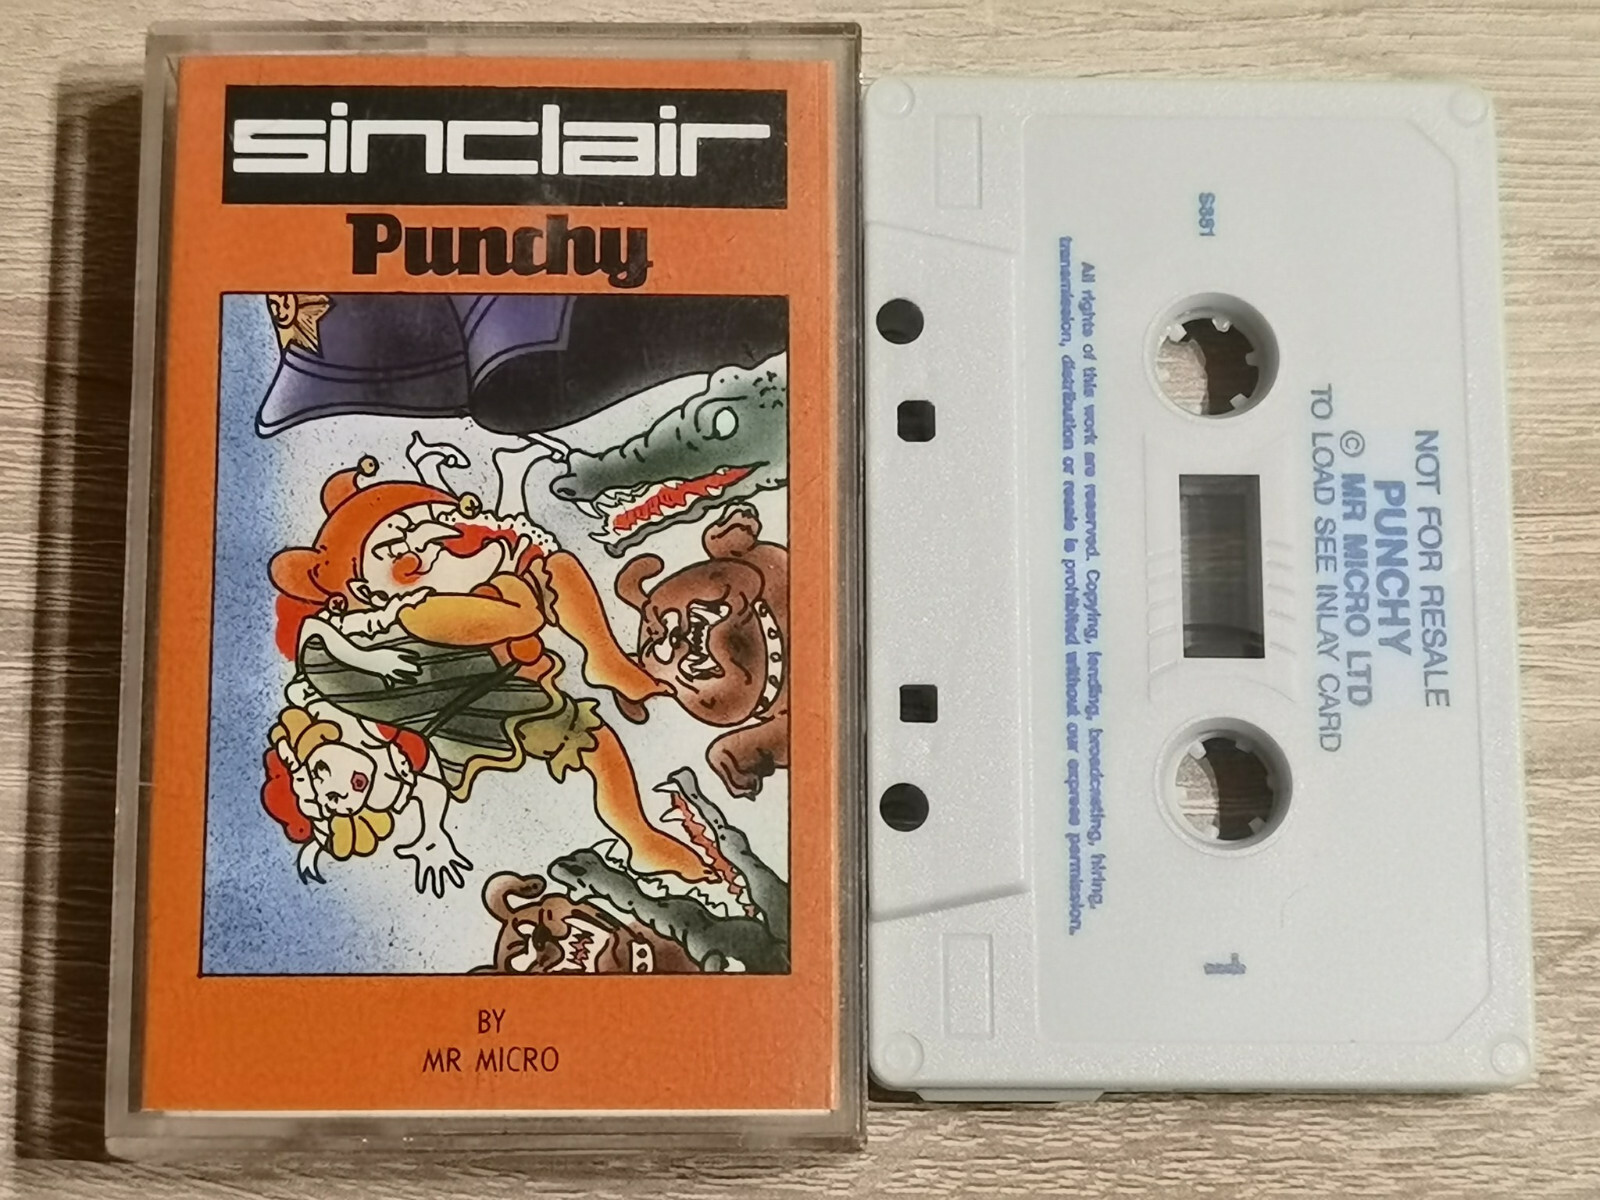 sinclair
Punchy
BY
MR MICRO
NOT FOR RESALE
PUNCHY
© MR MICRO LTD
TO LOAD SEE INLAY CARD
S881
1
All rights of this work are reserved. Copying, lending, broadcasting, hiring,
transmission, distribution or resale is prohibited without our express permission.